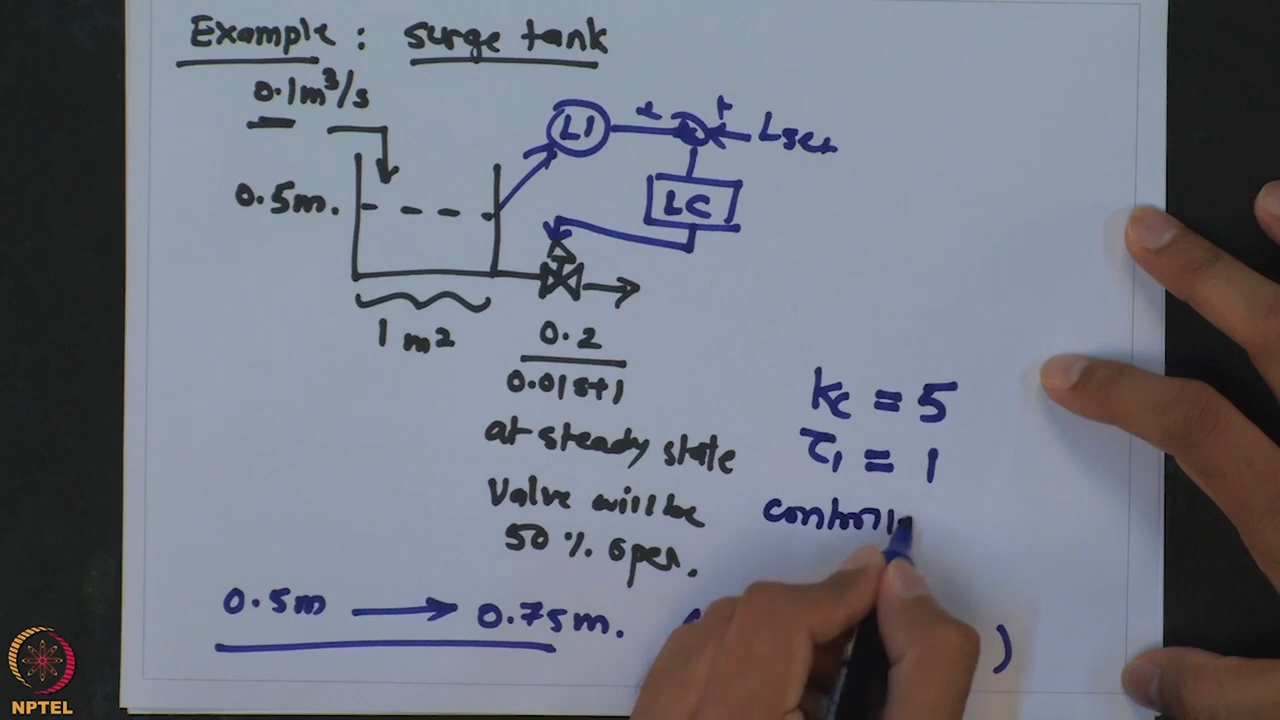 Example : surge tank
0.1m³/s
LI
Lset
0.5m.
LC
1 m²
0.2
0.01s+1
at steady state
Valve will be
50 % open.
Kc = 5
τI = 1
controll
0.5m → 0.75m. ( )
NPTEL